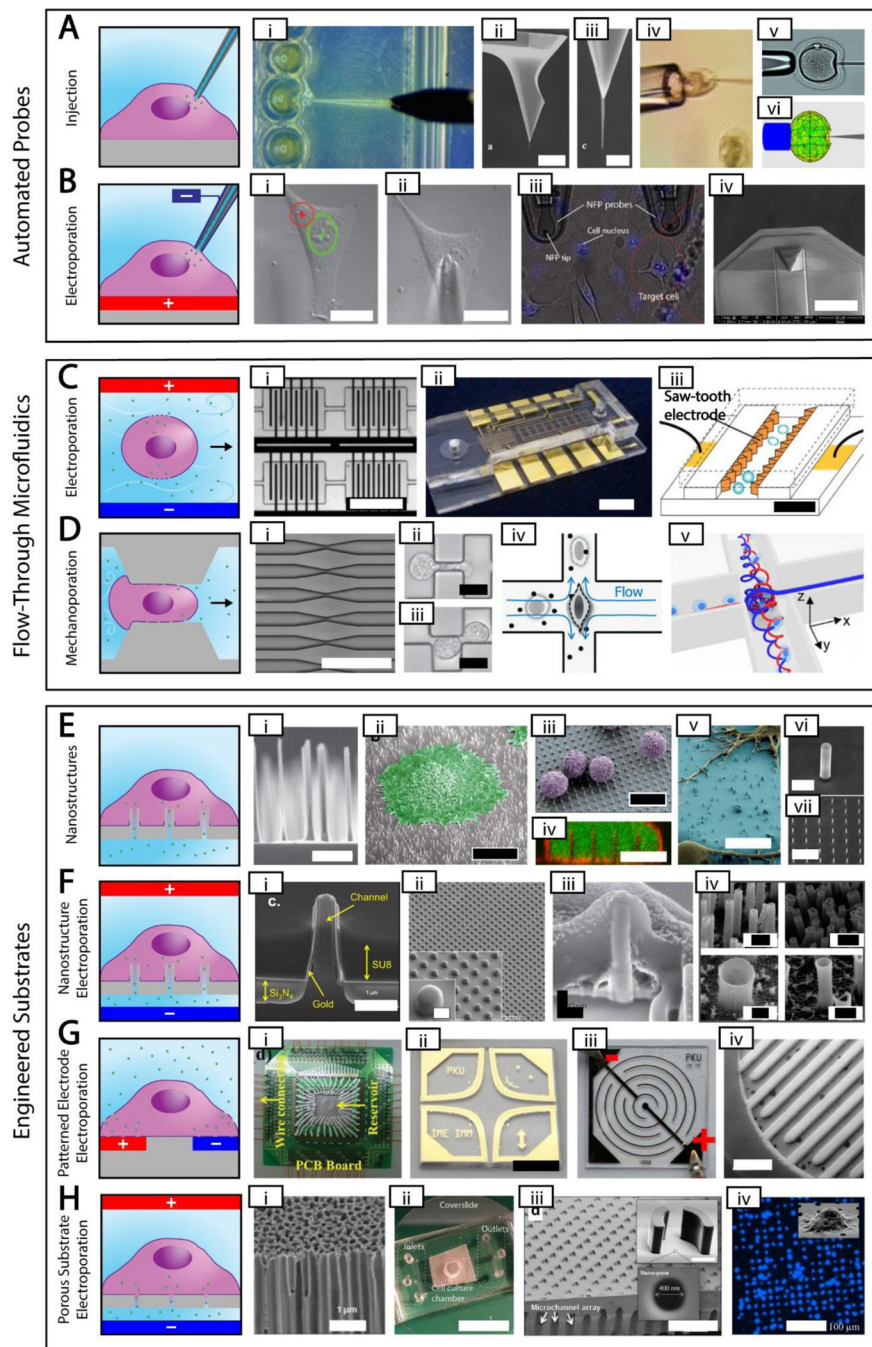 Automated Probes
A
Injection
i
ii
a
iii
c
iv
v
vi
B
Electroporation
−
+
i
+
+
ii
iii
NFP probes
Cell nucleus
NFP tip
Target cell
iv
Flow-Through Microfluidics
C
Electroporation
+
−
i
ii
iii
Saw-tooth
electrode
D
Mechanoporation
i
ii
iii
iv
Flow
v
z
x
y
Engineered Substrates
E
Nanostructures
i
ii
iii
iv
v
vi
vii
F
Nanostructure
Electroporation
+
−
i
c.
Channel
SU8
Si3N4
Gold
1 µm
ii
iii
iv
G
Patterned Electrode
Electroporation
+
−
i
d)
Wire connection
Reservoir
PCB Board
ii
PKU
IME IMM
iii
PKU
−
+
iv
H
Porous Substrate
Electroporation
+
−
i
1 µm
ii
Coverslide
Inlets
Outlets
Cell culture
chamber
iii
d
Nano-pore
400 nm
Microchannel array
iv
100 µm